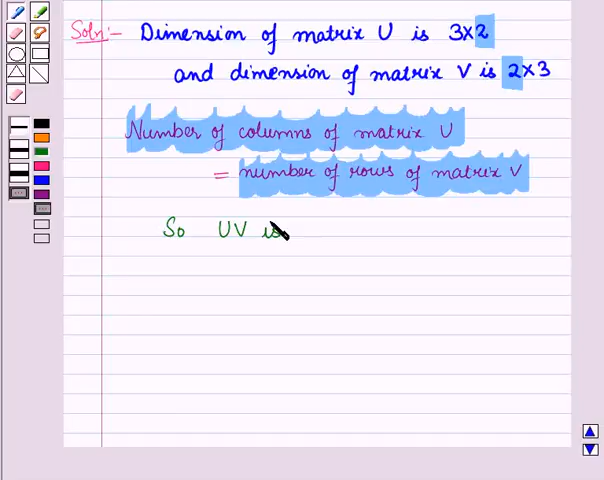 Soln:- Dimension of matrix U is 3×2
and dimension of matrix V is 2×3
Number of columns of matrix U
= number of rows of matrix V
So UV is